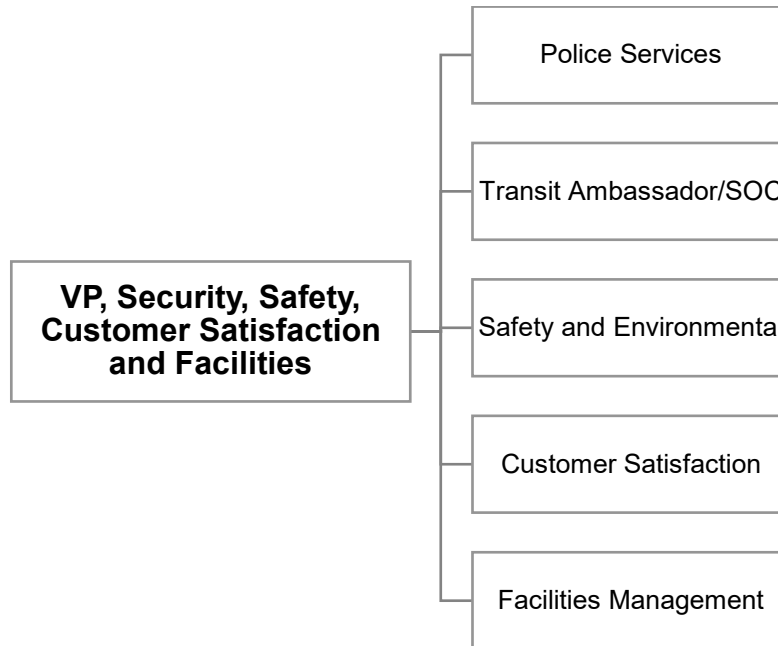 Police Services
Transit Ambassador/SOC
Safety and Environmenta
VP, Security, Safety,
Customer Satisfaction
and Facilities
Customer Satisfaction
Facilities Management